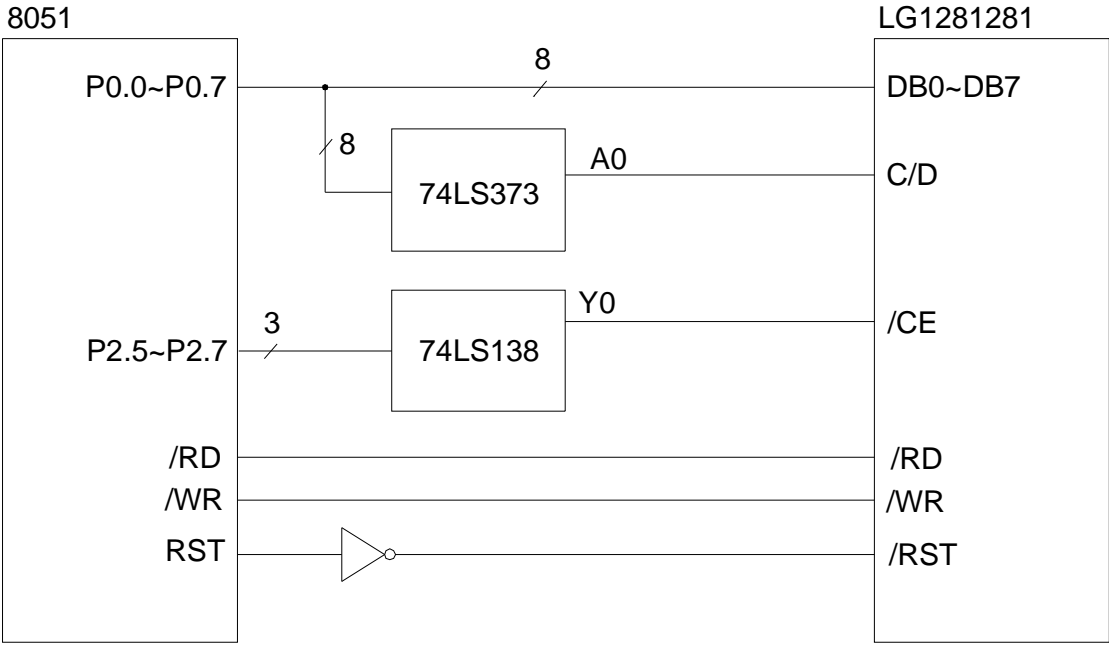 8051
LG1281281
P0.0~P0.7
8
DB0~DB7
8
74LS373
A0
C/D
P2.5~P2.7
3
74LS138
Y0
/CE
/RD
/RD
/WR
/WR
RST
/RST